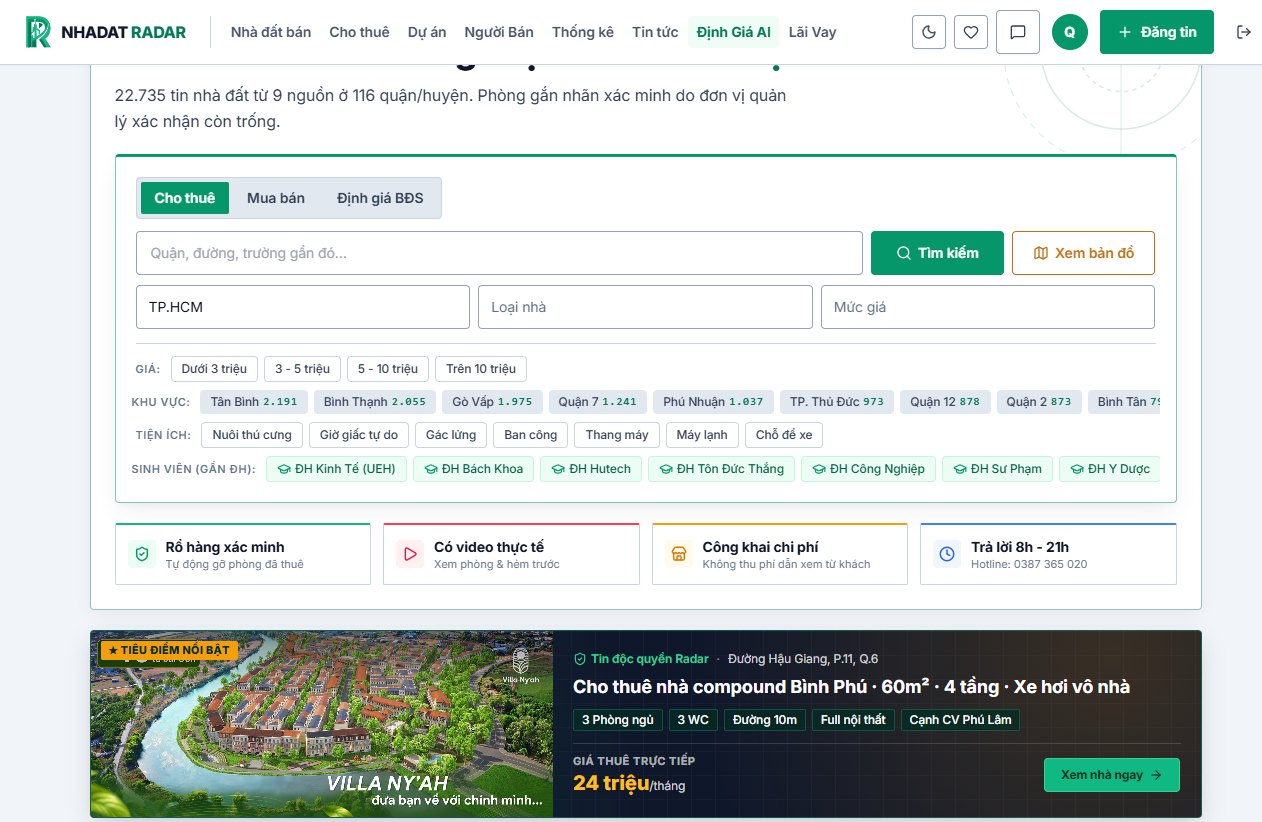 NHADAT RADAR
Nhà đất bán Cho thuê Dự án Người Bán Thống kê Tin tức Định Giá AI Lãi Vay
Q
+ Đăng tin
22.735 tin nhà đất từ 9 nguồn ở 116 quận/huyện. Phòng gắn nhãn xác minh do đơn vị quản
lý xác nhận còn trống.
Cho thuê Mua bán Định giá BĐS
Quận, đường, trường gần đó... Tìm kiếm Xem bản đồ
TP.HCM Loại nhà Mức giá
GIÁ: Dưới 3 triệu 3 - 5 triệu 5 - 10 triệu Trên 10 triệu
KHU VỰC: Tân Bình 2.191 Bình Thạnh 2.055 Gò Vấp 1.975 Quận 7 1.241 Phú Nhuận 1.037 TP. Thủ Đức 973 Quận 12 878 Quận 2 873 Bình Tân
TIỆN ÍCH: Nuôi thú cưng Giờ giấc tự do Gác lửng Ban công Thang máy Máy lạnh Chỗ để xe
SINH VIÊN (GẦN ĐH): ĐH Kinh Tế (UEH) ĐH Bách Khoa ĐH Hutech ĐH Tôn Đức Thắng ĐH Công Nghiệp ĐH Sư Phạm ĐH Y Dược
Rổ hàng xác minh
Tự động gỡ phòng đã thuê
Có video thực tế
Xem phòng & hẻm trước
Công khai chi phí
Không thu phí dẫn xem từ khách
Trả lời 8h - 21h
Hotline: 0387 365 020
★ TIÊU ĐIỂM NỔI BẬT
Villa Ny'ah
VILLA NY'AH
đưa bạn về với chính mình...
Tin độc quyền Radar · Đường Hậu Giang, P.11, Q.6
Cho thuê nhà compound Bình Phú · 60m² · 4 tầng · Xe hơi vô nhà
3 Phòng ngủ 3 WC Đường 10m Full nội thất Cạnh CV Phú Lâm
GIÁ THUÊ TRỰC TIẾP
24 triệu/tháng
Xem nhà ngay →